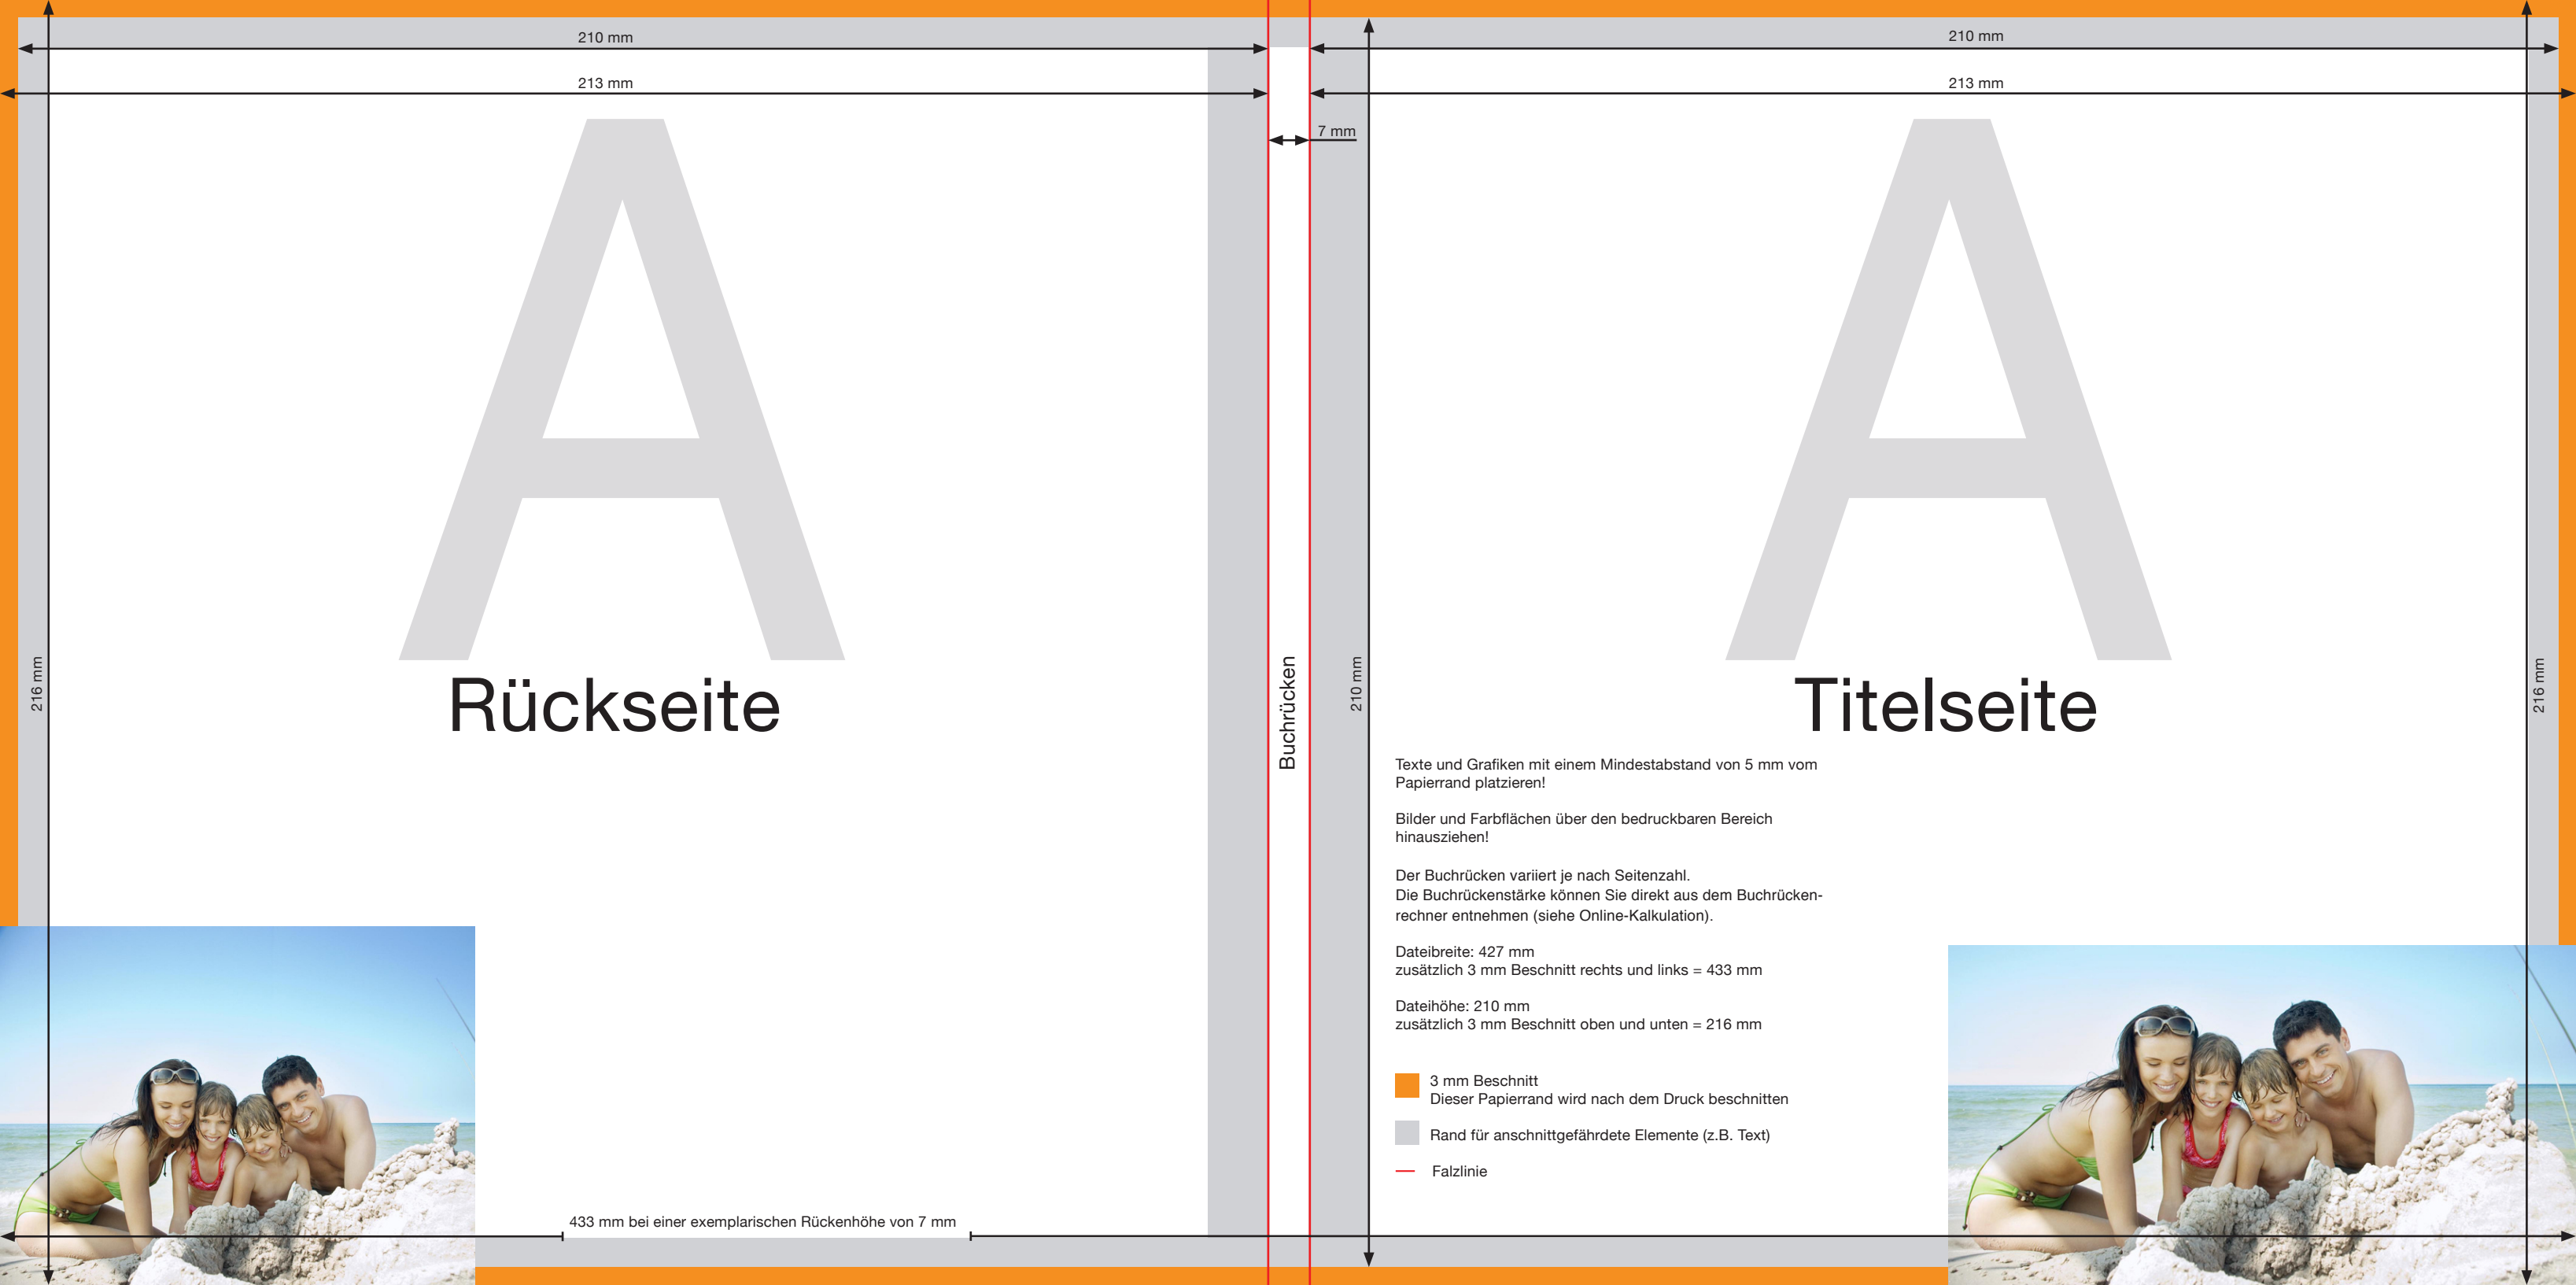 210 mm
210 mm
213 mm
213 mm
7 mm
A
A
Rückseite
Titelseite
216 mm
Buchrücken
210 mm
216 mm
Texte und Grafiken mit einem Mindestabstand von 5 mm vom
Papierrand platzieren!
Bilder und Farbflächen über den bedruckbaren Bereich
hinausziehen!
Der Buchrücken variiert je nach Seitenzahl.
Die Buchrückenstärke können Sie direkt aus dem Buchrücken-
rechner entnehmen (siehe Online-Kalkulation).
Dateibreite: 427 mm
zusätzlich 3 mm Beschnitt rechts und links = 433 mm
Dateihöhe: 210 mm
zusätzlich 3 mm Beschnitt oben und unten = 216 mm
3 mm Beschnitt
Dieser Papierrand wird nach dem Druck beschnitten
Rand für anschnittgefährdete Elemente (z.B. Text)
Falzlinie
433 mm bei einer exemplarischen Rückenhöhe von 7 mm